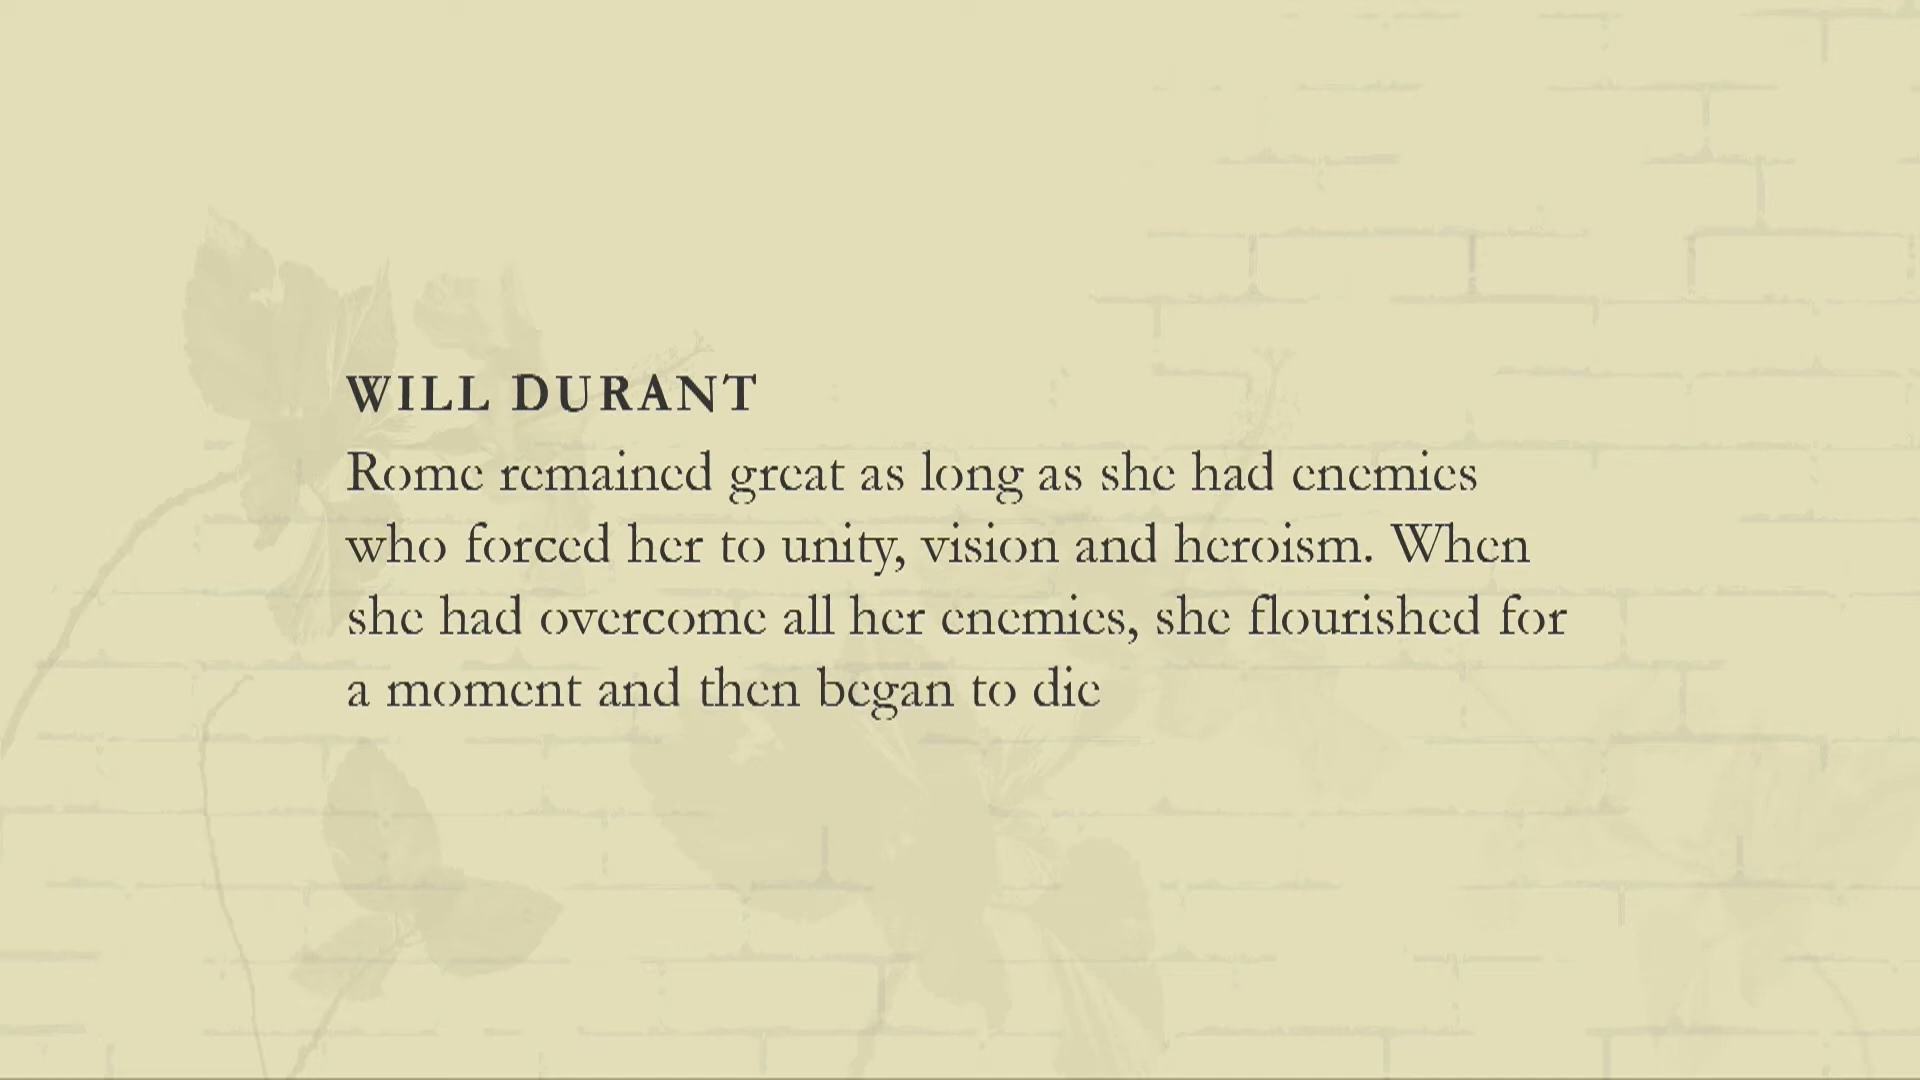 WILL DURANT
Rome remained great as long as she had enemies
who forced her to unity, vision and heroism. When
she had overcome all her enemies, she flourished for
a moment and then began to die